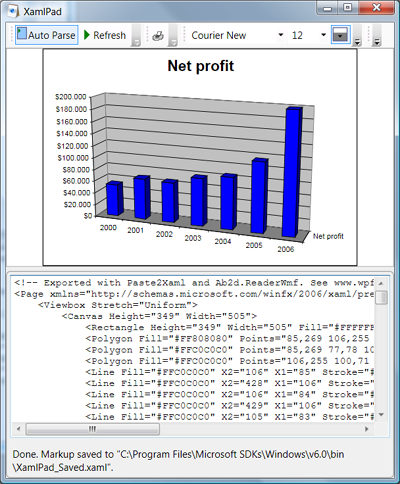 XamlPad
Auto Parse Refresh Courier New 12
Net profit
$200.000
$180.000
$160.000
$140.000
$120.000
$100.000
$80.000
$60.000
$40.000
$20.000
$0
2000 2001 2002 2003 2004 2005 2006
Net profit
<!-- Exported with Paste2Xaml and Ab2d.ReaderWmf. See www.wpf
<Page xmlns="http://schemas.microsoft.com/winfx/2006/xaml/pre
<Viewbox Stretch="Uniform">
<Canvas Height="349" Width="505">
<Rectangle Height="349" Width="505" Fill="#FFFFFF
<Polygon Fill="#FF808080" Points="85,269 106,255
<Polygon Fill="#FFC0C0C0" Points="85,269 77,78 10
<Polygon Fill="#FFC0C0C0" Points="106,255 100,71
<Line Fill="#FFC0C0C0" X2="106" X1="85" Stroke="#
<Line Fill="#FFC0C0C0" X2="428" X1="106" Stroke="
<Line Fill="#FFC0C0C0" X2="106" X1="84" Stroke="#
<Line Fill="#FFC0C0C0" X2="429" X1="106" Stroke="
<Line Fill="#FFC0C0C0" X2="105" X1="83" Stroke="#
Done. Markup saved to "C:\Program Files\Microsoft SDKs\Windows\v6.0\bin
\XamlPad_Saved.xaml".